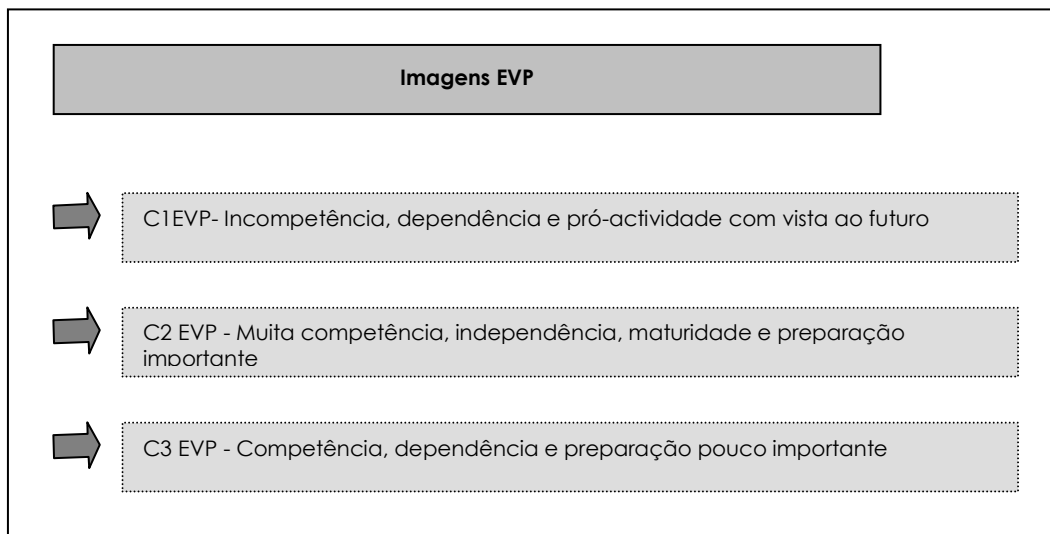 Imagens EVP
C1EVP- Incompetência, dependência e pró-actividade com vista ao futuro
C2 EVP - Muita competência, independência, maturidade e preparação
importante
C3 EVP - Competência, dependência e preparação pouco importante